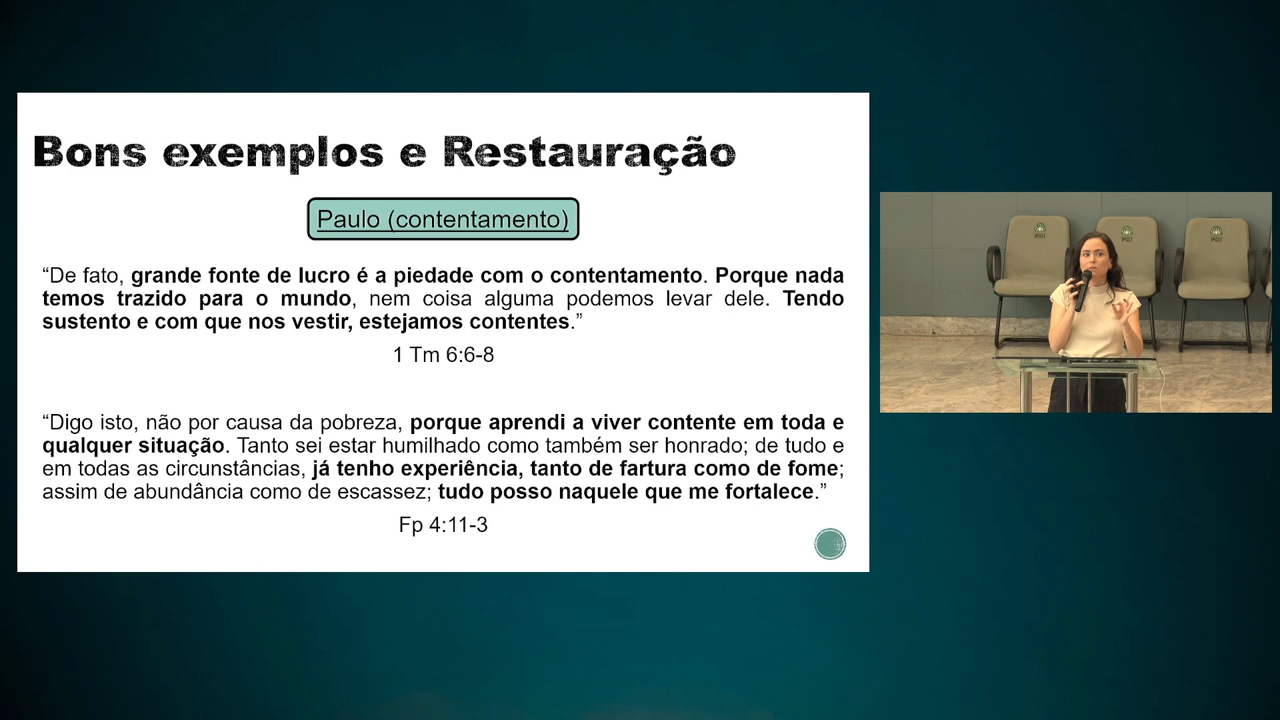 Bons exemplos e Restauração
Paulo (contentamento)
“De fato, grande fonte de lucro é a piedade com o contentamento. Porque nada
temos trazido para o mundo, nem coisa alguma podemos levar dele. Tendo
sustento e com que nos vestir, estejamos contentes.”
1 Tm 6:6-8
“Digo isto, não por causa da pobreza, porque aprendi a viver contente em toda e
qualquer situação. Tanto sei estar humilhado como também ser honrado; de tudo e
em todas as circunstâncias, já tenho experiência, tanto de fartura como de fome;
assim de abundância como de escassez; tudo posso naquele que me fortalece.”
Fp 4:11-3